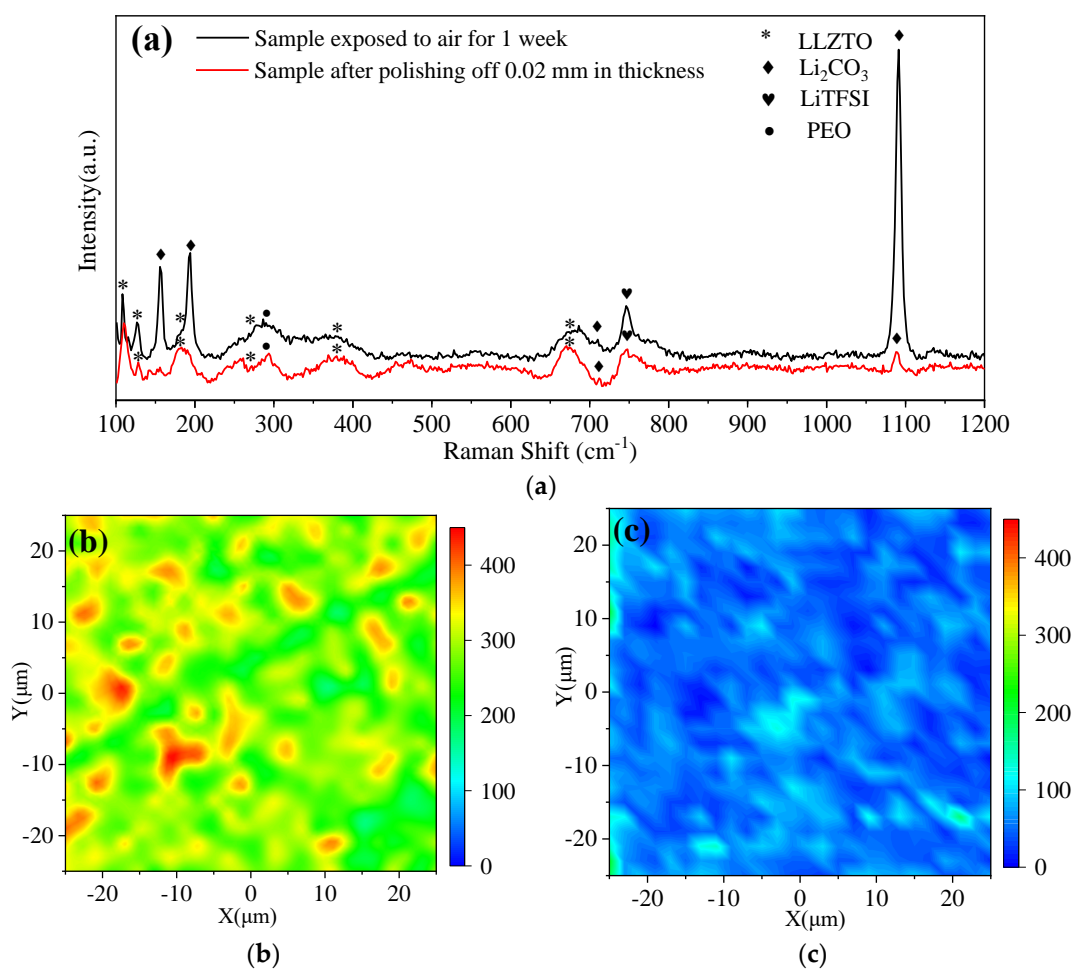 (a)
Sample exposed to air for 1 week
Sample after polishing off 0.02 mm in thickness
* LLZTO
♦ Li₂CO₃
♥ LiTFSI
● PEO
Intensity(a.u.)
100 200 300 400 500 600 700 800 900 1000 1100 1200
Raman Shift (cm⁻¹)
(a)
(b)
Y(μm)
20
10
0
-10
-20
-20 -10 0 10 20
X(μm)
400
300
200
100
0
(b)
(c)
Y(μm)
20
10
0
-10
-20
-20 -10 0 10 20
X(μm)
400
300
200
100
0
(c)